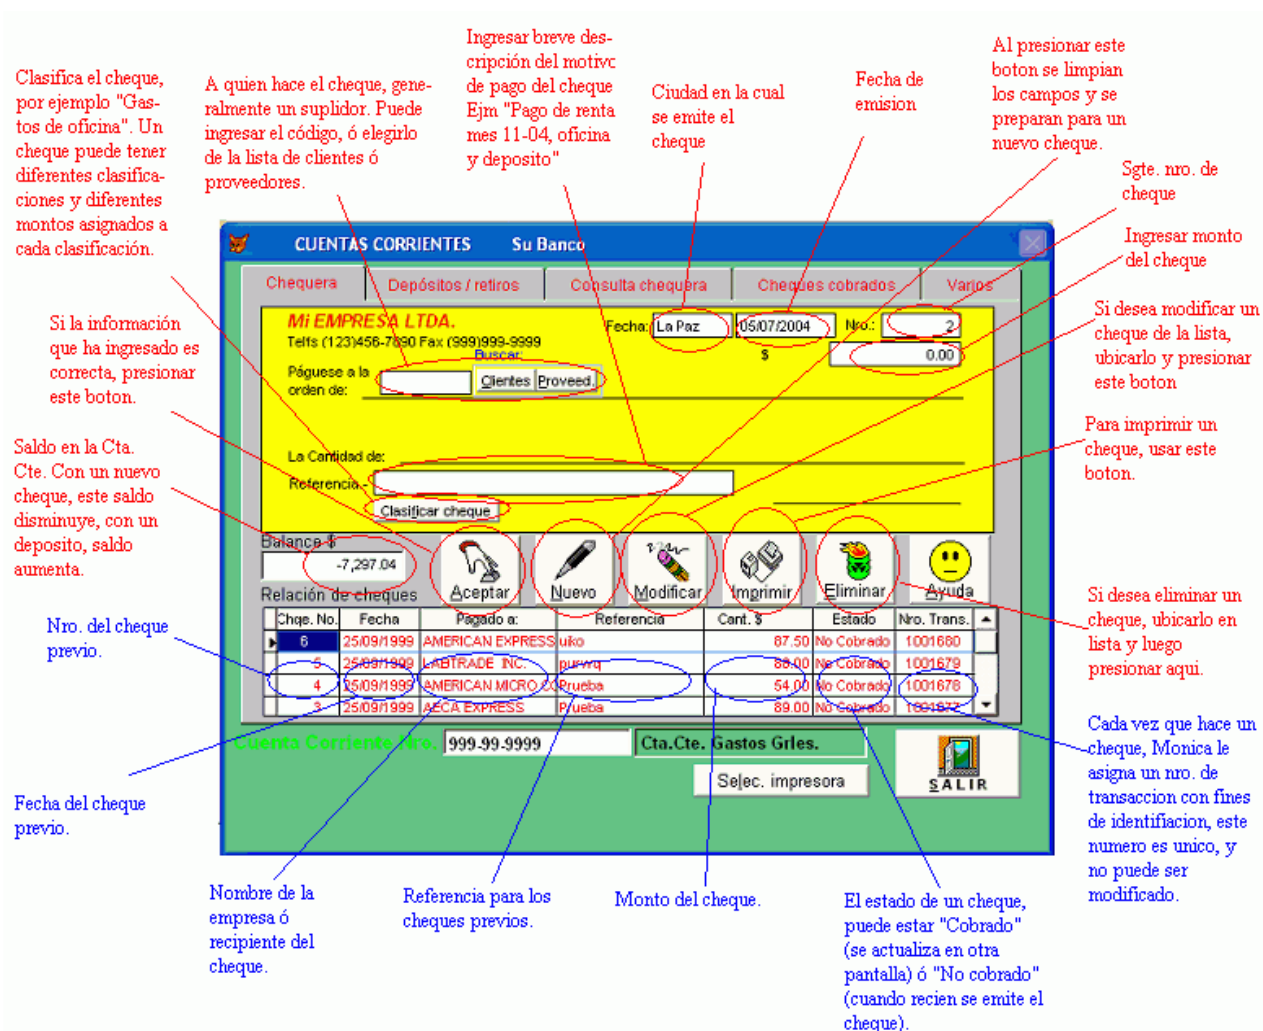 Clasifica el cheque,
por ejemplo "Gas-
tos de oficina". Un
cheque puede tener
diferentes clasifica-
ciones y diferentes
montos asignados a
cada clasificación.
A quien hace el cheque, gene-
ralmente un suplidor. Puede
ingresar el código, ó elegirlo
de la lista de clientes ó
proveedores.
Ingresar breve des-
cripción del motivo
de pago del cheque
Ejm "Pago de renta
mes 11-04, oficina
y deposito"
Ciudad en la cual
se emite el
cheque
Fecha de
emision
Al presionar este
boton se limpian
los campos y se
preparan para un
nuevo cheque.
Sgte. nro. de
cheque
Ingresar monto
del cheque
Si desea modificar un
cheque de la lista,
ubicarlo y presionar
este boton
Para imprimir un
cheque, usar este
boton.
Si la información
que ha ingresado es
correcta, presionar
este boton.
Saldo en la Cta.
Cte. Con un nuevo
cheque, este saldo
disminuye, con un
deposito, saldo
aumenta.
CUENTAS CORRIENTES Su Banco
Chequera Depósitos / retiros Consulta chequera Cheques cobrados Varios
Mi EMPRESA LTDA. Fecha: La Paz 05/07/2004 Nro.: 2
Telfs (123)456-7890 Fax (999)999-9999
Buscar: $ 0.00
Páguese a la
orden de: Clientes Proveed.
La Cantidad de:
Referencia.-
Clasificar cheque
Balance $
-7,297.04
Aceptar Nuevo Modificar Imprimir Eliminar Ayuda
Relación de cheques
Chqe. No. Fecha Pagado a: Referencia Cant. $ Estado Nro. Trans.
6 25/09/1999 AMERICAN EXPRESS uiko 87.50 No Cobrado 1001680
5 25/09/1999 LABTRADE INC. 88.00 No Cobrado 1001679
4 25/09/1999 AMERICAN MICRO CO Prueba 54.00 No Cobrado 1001678
3 25/09/1999 AECA EXPRESS Prueba 89.00 No Cobrado 1001677
Cuenta Corriente Nro. 999-99-9999 Cta.Cte. Gastos Grles.
Selec. impresora
SALIR
Si desea eliminar un
cheque, ubicarlo en
lista y luego
presionar aqui.
Nro. del cheque
previo.
Fecha del cheque
previo.
Nombre de la
empresa ó
recipiente del
cheque.
Referencia para los
cheques previos.
Monto del cheque.
El estado de un cheque,
puede estar "Cobrado"
(se actualiza en otra
pantalla) ó "No cobrado"
(cuando recien se emite el
cheque).
Cada vez que hace un
cheque, Monica le
asigna un nro. de
transaccion con fines
de identifiacion, este
numero es unico, y
no puede ser
modificado.